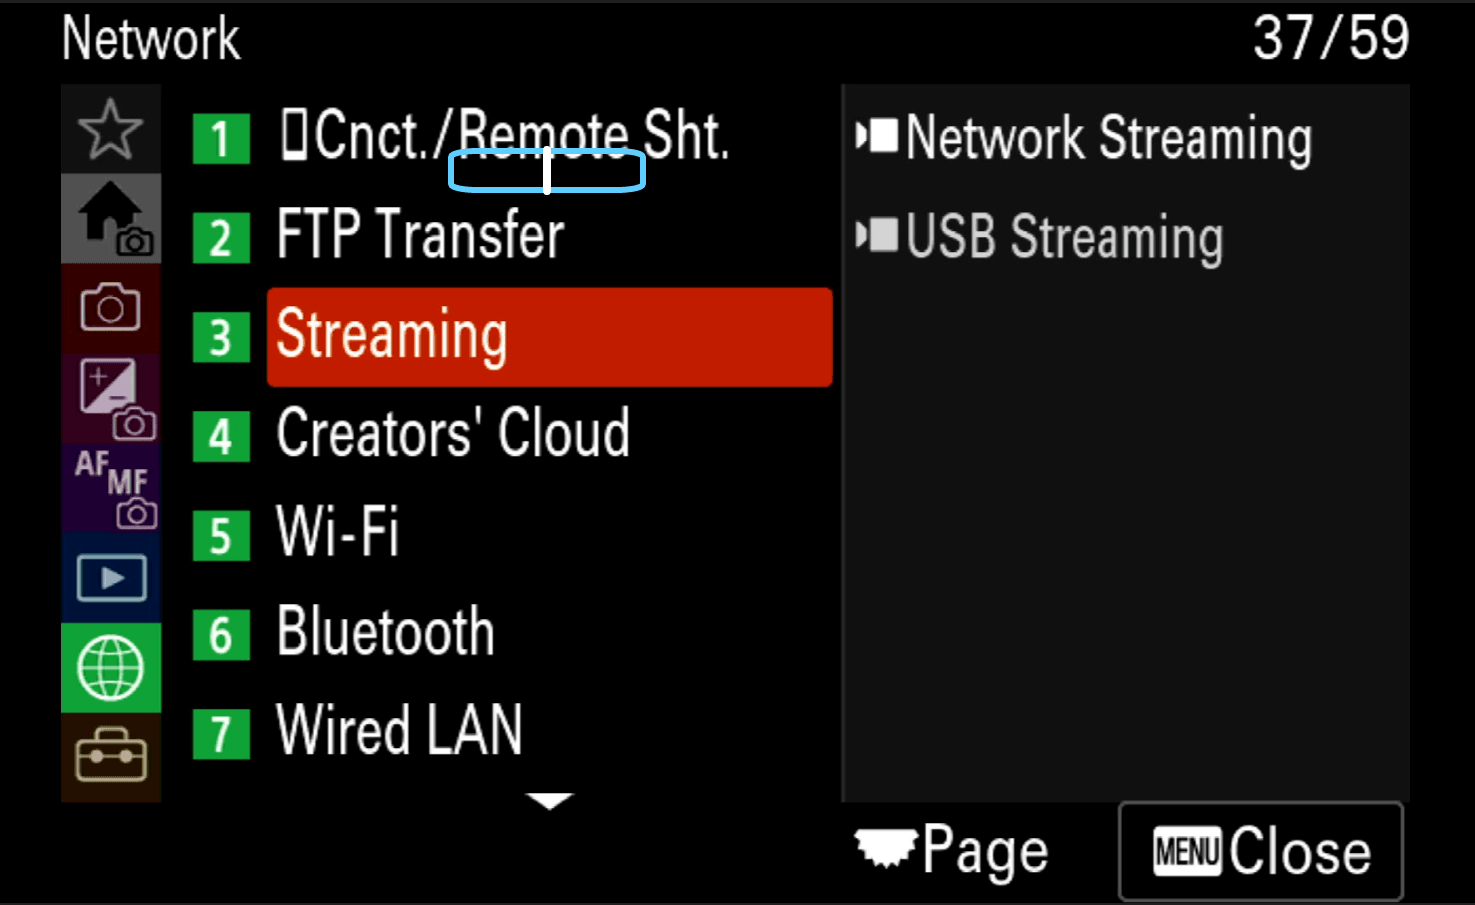 Network
37/59
1 Cnct./Remote Sht.
2 FTP Transfer
3 Streaming
4 Creators' Cloud
5 Wi-Fi
6 Bluetooth
7 Wired LAN
AF MF
Network Streaming
USB Streaming
Page
MENU Close